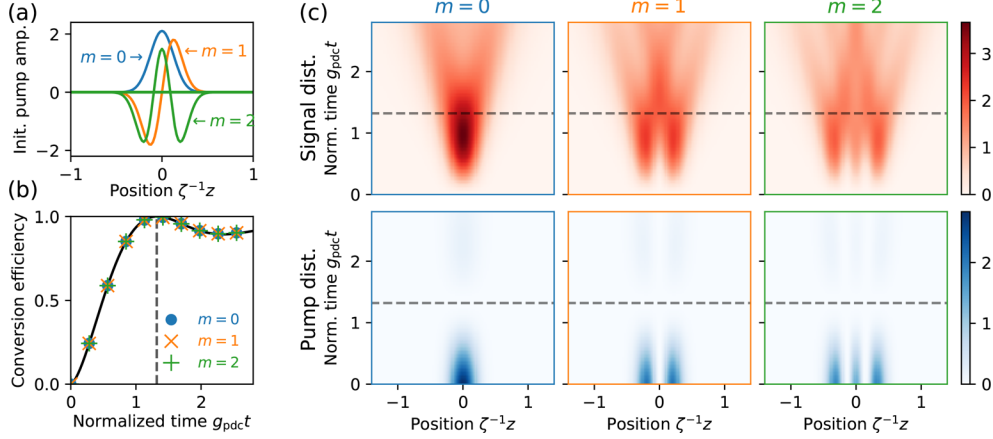 (a)
Init. pump amp.
2
0
−2
m = 0 →
← m = 1
← m = 2
−1
0
1
Position ζ⁻¹z
(b)
Conversion efficiency
1.0
0.5
0.0
m = 0
m = 1
m = 2
0
1
2
Normalized time g_pdc t
(c)
m = 0
m = 1
m = 2
Signal dist.
Norm. time g_pdc t
2
1
0
3
2
1
0
Pump dist.
Norm. time g_pdc t
2
1
0
2
1
0
−1
0
1
−1
0
1
−1
0
1
Position ζ⁻¹z
Position ζ⁻¹z
Position ζ⁻¹z